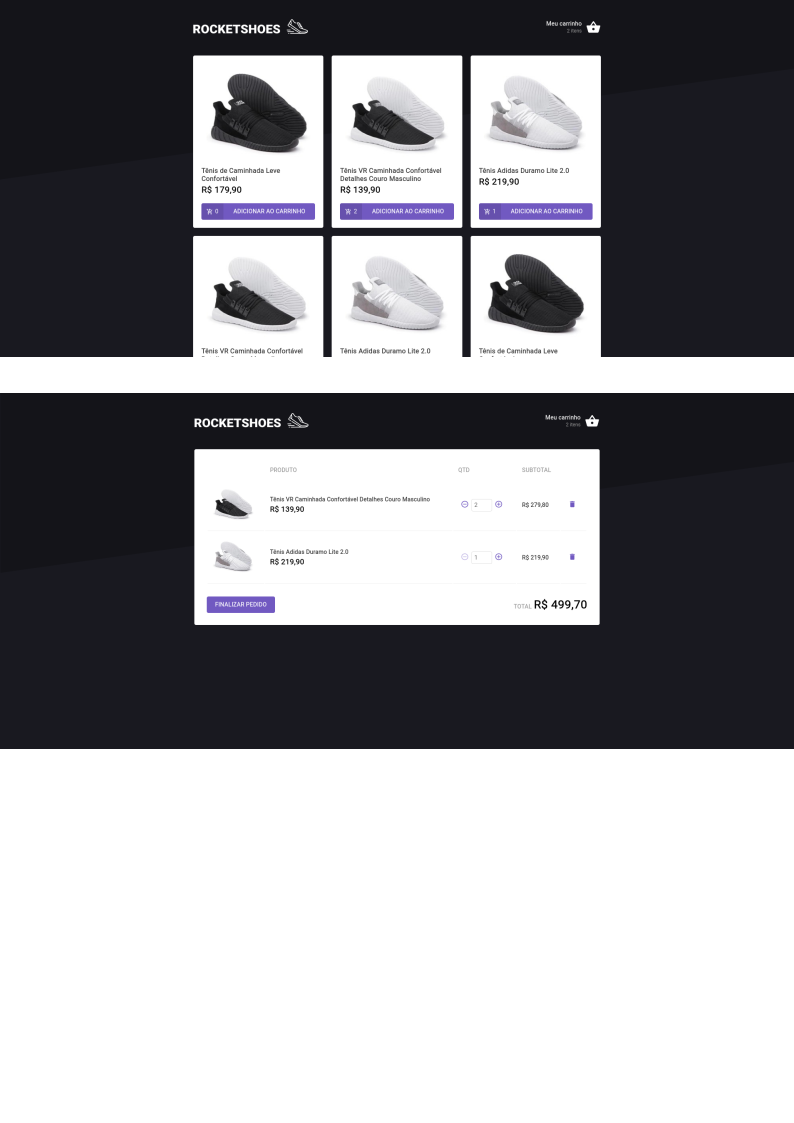 ROCKETSHOES
Meu carrinho
2 itens
Tênis de Caminhada Leve
Confortável
R$ 179,90
0 ADICIONAR AO CARRINHO
Tênis VR Caminhada Confortável
Detalhes Couro Masculino
R$ 139,90
2 ADICIONAR AO CARRINHO
Tênis Adidas Duramo Lite 2.0
R$ 219,90
1 ADICIONAR AO CARRINHO
Tênis VR Caminhada Confortável
Tênis Adidas Duramo Lite 2.0
Tênis de Caminhada Leve
ROCKETSHOES
Meu carrinho
2 itens
PRODUTO QTD SUBTOTAL
Tênis VR Caminhada Confortável Detalhes Couro Masculino
R$ 139,90
2
R$ 279,80
Tênis Adidas Duramo Lite 2.0
R$ 219,90
1
R$ 219,90
FINALIZAR PEDIDO
TOTAL R$ 499,70